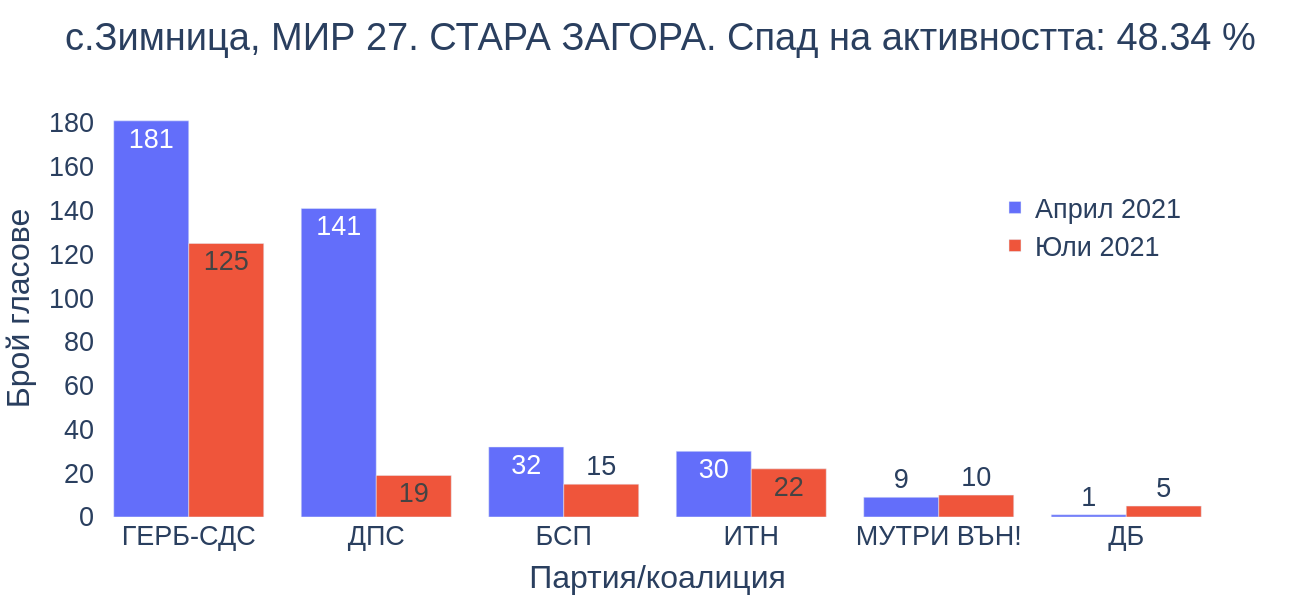 с.Зимница, МИР 27. СТАРА ЗАГОРА. Спад на активността: 48.34 %
Брой гласове
180
160
140
120
100
80
60
40
20
0
181
125
141
19
32
15
30
22
9
10
1
5
Април 2021
Юли 2021
ГЕРБ-СДС
ДПС
БСП
ИТН
МУТРИ ВЪН!
ДБ
Партия/коалиция